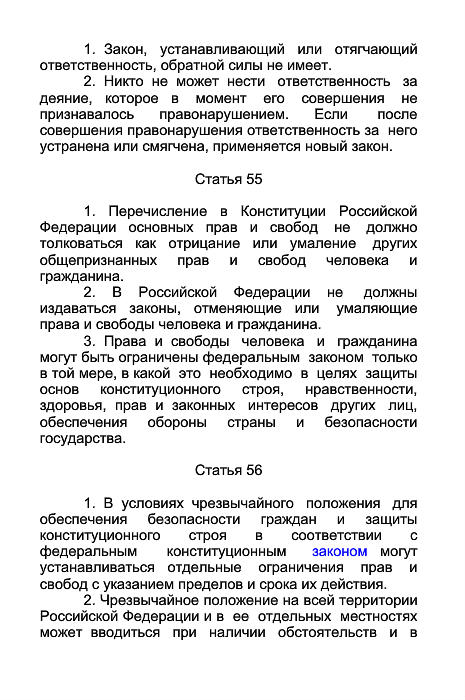 1. Закон, устанавливающий или отягчающий
ответственность, обратной силы не имеет.
2. Никто не может нести ответственность за
деяние, которое в момент его совершения не
признавалось правонарушением. Если после
совершения правонарушения ответственность за него
устранена или смягчена, применяется новый закон.
Статья 55
1. Перечисление в Конституции Российской
Федерации основных прав и свобод не должно
толковаться как отрицание или умаление других
общепризнанных прав и свобод человека и
гражданина.
2. В Российской Федерации не должны
издаваться законы, отменяющие или умаляющие
права и свободы человека и гражданина.
3. Права и свободы человека и гражданина
могут быть ограничены федеральным законом только
в той мере, в какой это необходимо в целях защиты
основ конституционного строя, нравственности,
здоровья, прав и законных интересов других лиц,
обеспечения обороны страны и безопасности
государства.
Статья 56
1. В условиях чрезвычайного положения для
обеспечения безопасности граждан и защиты
конституционного строя в соответствии с
федеральным конституционным законом могут
устанавливаться отдельные ограничения прав и
свобод с указанием пределов и срока их действия.
2. Чрезвычайное положение на всей территории
Российской Федерации и в ее отдельных местностях
может вводиться при наличии обстоятельств и в